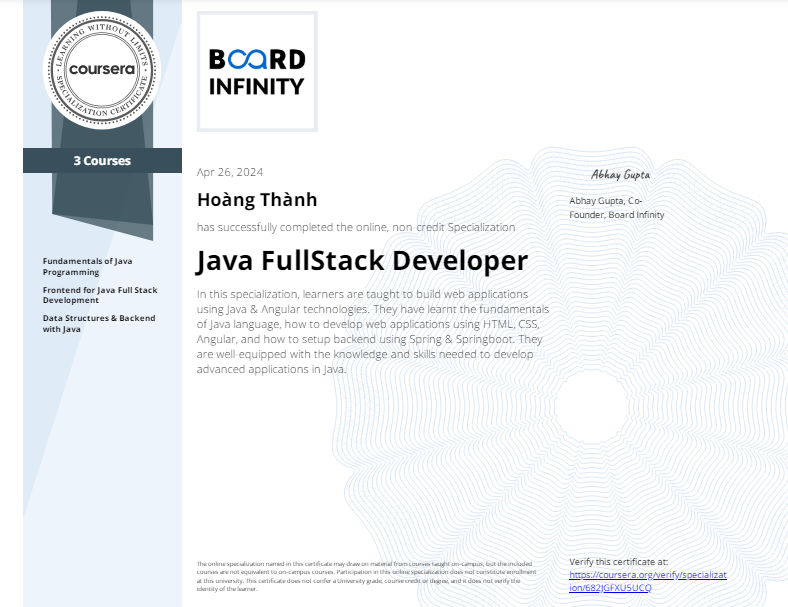 LEARNING WITHOUT LIMITS
coursera
SPECIALIZATION CERTIFICATE
3 Courses
Fundamentals of Java
Programming
Frontend for Java Full Stack
Development
Data Structures & Backend
with Java
BOARD
INFINITY
Apr 26, 2024
Hoàng Thành
has successfully completed the online, non-credit Specialization
Java FullStack Developer
In this specialization, learners are taught to build web applications
using Java & Angular technologies. They have learnt the fundamentals
of Java language, how to develop web applications using HTML, CSS,
Angular, and how to setup backend using Spring & Springboot. They
are well equipped with the knowledge and skills needed to develop
advanced applications in Java.
Abhay Gupta
Abhay Gupta, Co-
Founder, Board Infinity
The online specialization named in this certificate may draw on material from courses taught on-campus, but the included
courses are not equivalent to on-campus courses. Participation in this online specialization does not constitute enrollment
at this university. This certificate does not confer a University grade, course credit or degree, and it does not verify the
identity of the learner.
Verify this certificate at:
https://coursera.org/verify/specializat
ion/682JGFXU5UCQ